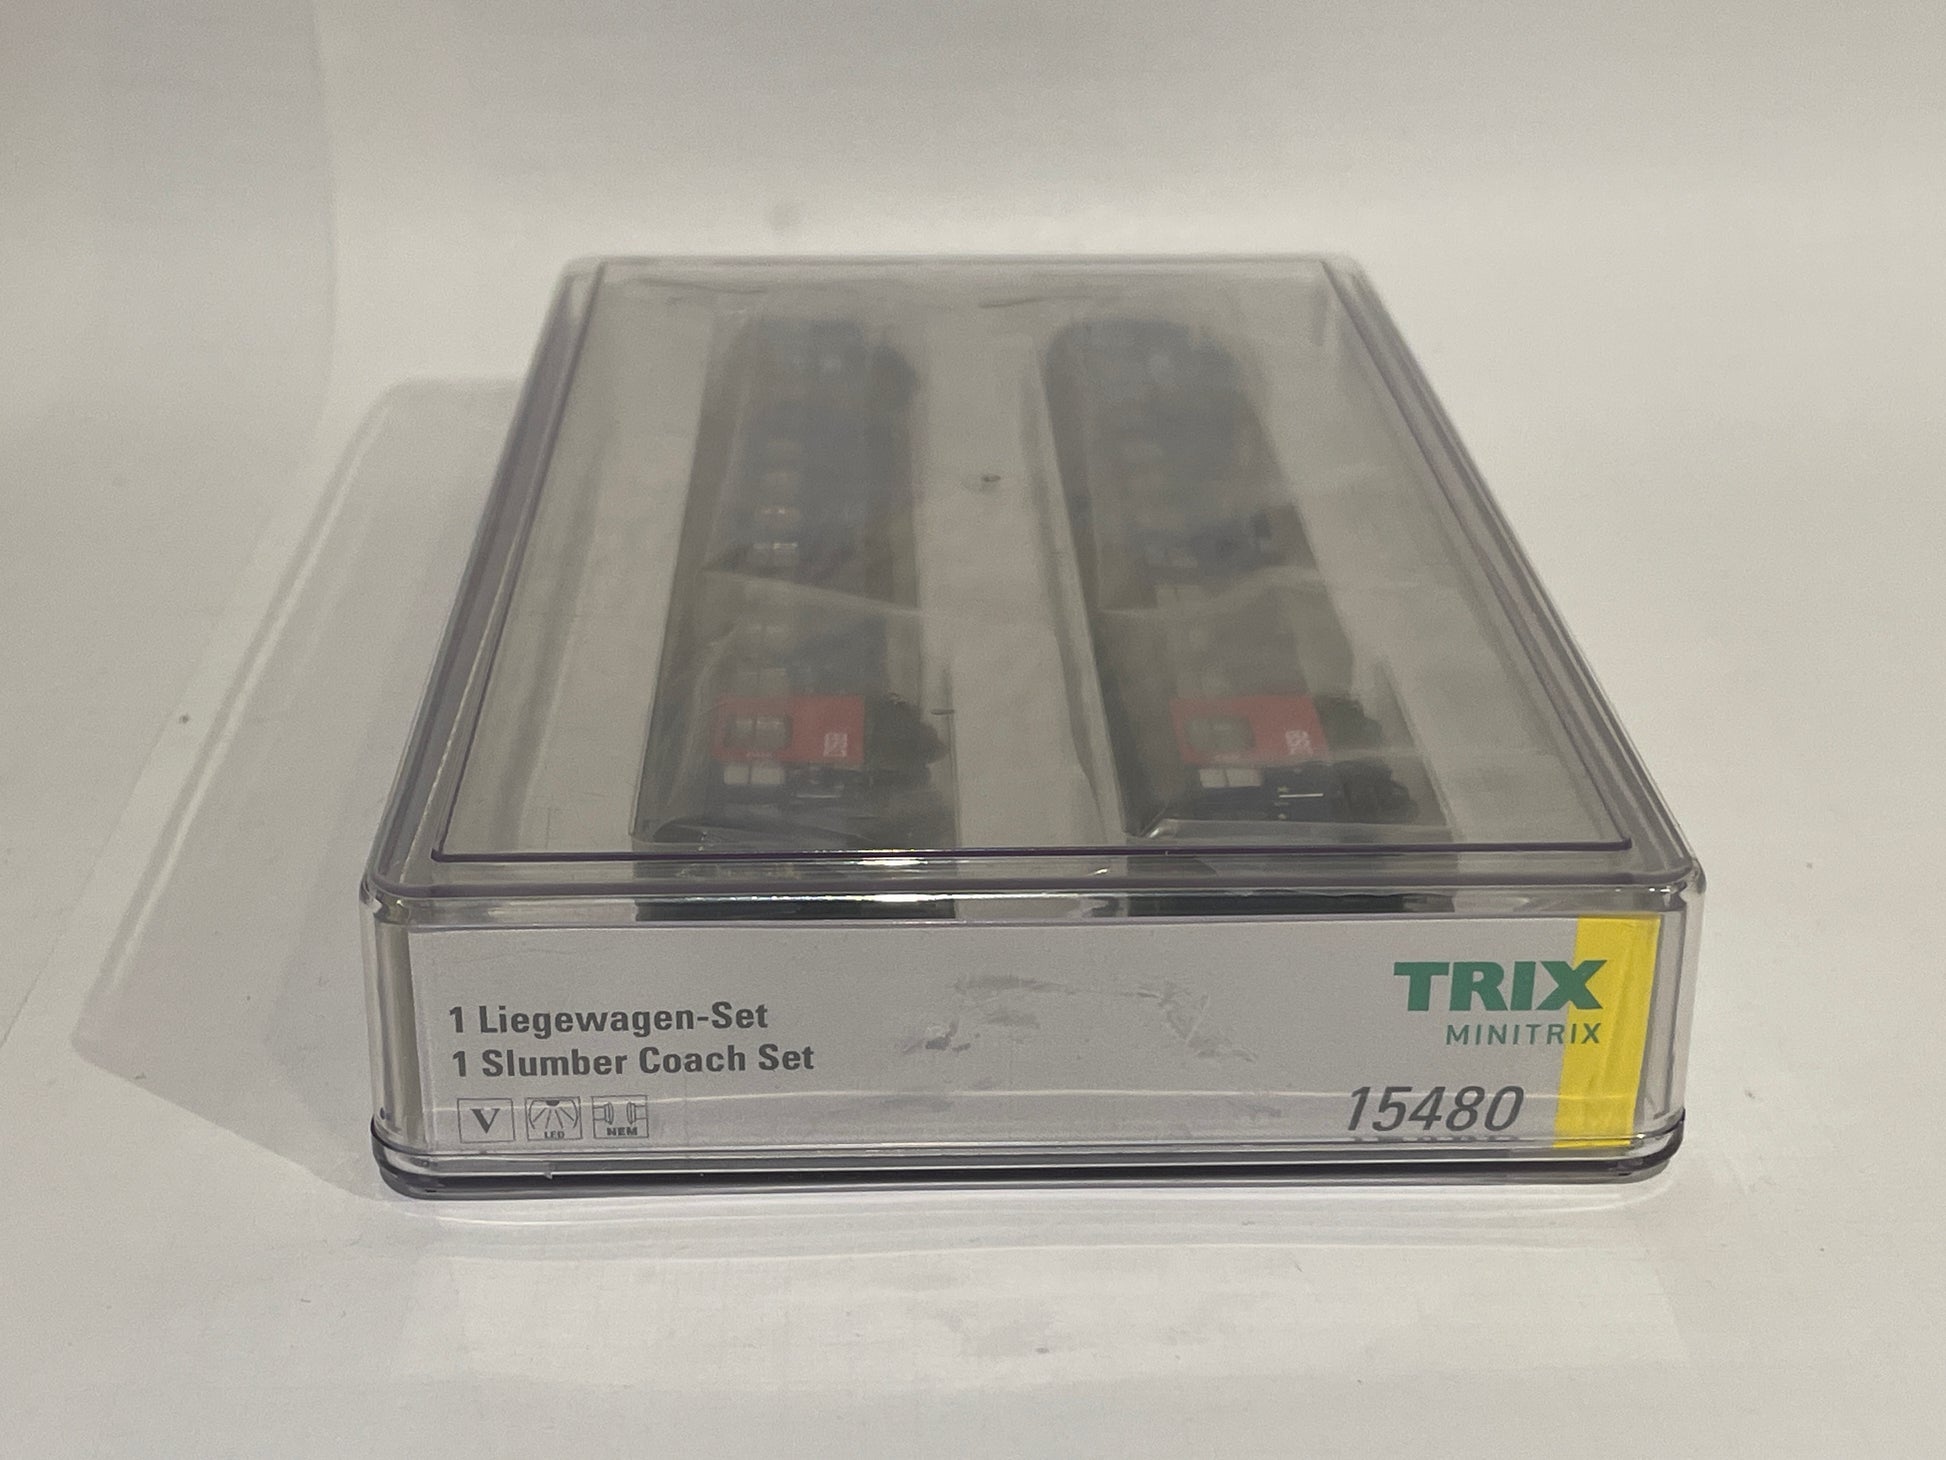 1 Liegewagen-Set
1 Slumber Coach Set
V
LED
NEM
TRIX
MINITRIX
15480